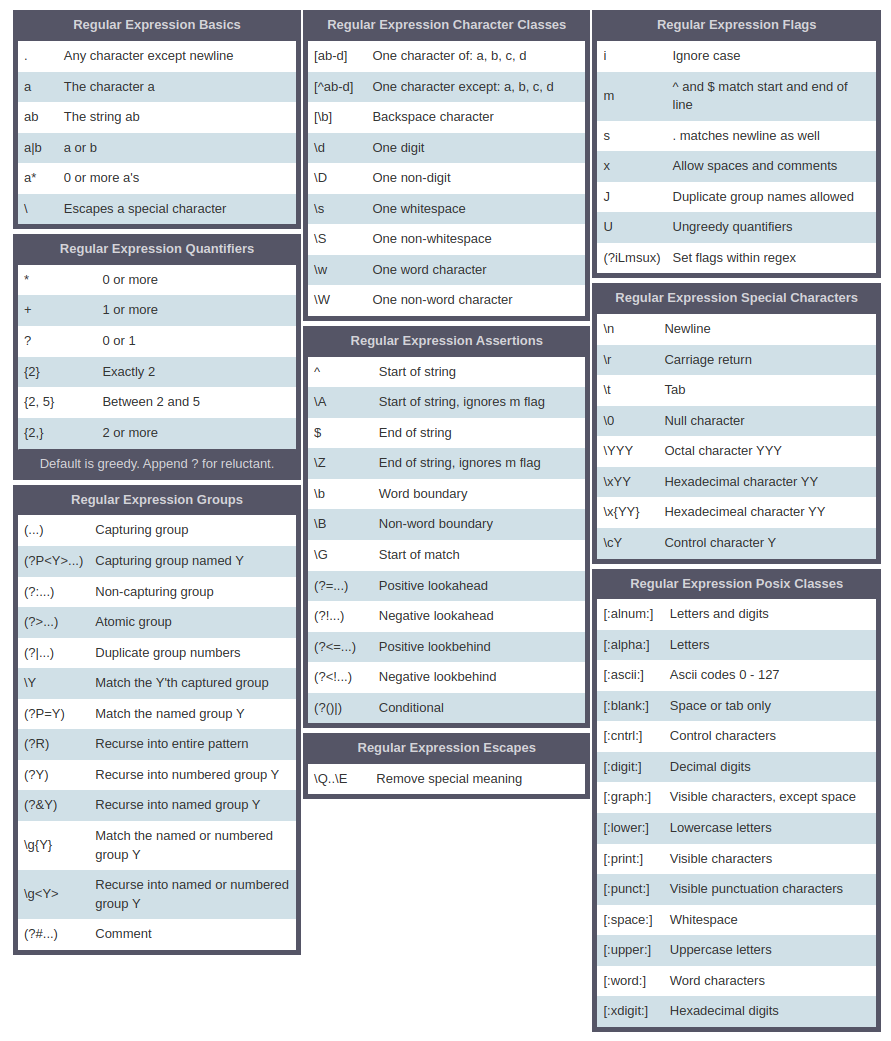 Regular Expression Basics
. Any character except newline
a The character a
ab The string ab
a|b a or b
a* 0 or more a's
\ Escapes a special character
Regular Expression Quantifiers
* 0 or more
+ 1 or more
? 0 or 1
{2} Exactly 2
{2, 5} Between 2 and 5
{2,} 2 or more
Default is greedy. Append ? for reluctant.
Regular Expression Groups
(...) Capturing group
(?P<Y>...) Capturing group named Y
(?:...) Non-capturing group
(?>...) Atomic group
(?|...) Duplicate group numbers
\Y Match the Y'th captured group
(?P=Y) Match the named group Y
(?R) Recurse into entire pattern
(?Y) Recurse into numbered group Y
(?&Y) Recurse into named group Y
\g{Y} Match the named or numbered
group Y
\g<Y> Recurse into named or numbered
group Y
(?#...) Comment
Regular Expression Character Classes
[ab-d] One character of: a, b, c, d
[^ab-d] One character except: a, b, c, d
[\b] Backspace character
\d One digit
\D One non-digit
\s One whitespace
\S One non-whitespace
\w One word character
\W One non-word character
Regular Expression Assertions
^ Start of string
\A Start of string, ignores m flag
$ End of string
\Z End of string, ignores m flag
\b Word boundary
\B Non-word boundary
\G Start of match
(?=...) Positive lookahead
(?!...) Negative lookahead
(?<=...) Positive lookbehind
(?<!...) Negative lookbehind
(?()|) Conditional
Regular Expression Escapes
\Q..\E Remove special meaning
Regular Expression Flags
i Ignore case
m ^ and $ match start and end of
line
s . matches newline as well
x Allow spaces and comments
J Duplicate group names allowed
U Ungreedy quantifiers
(?iLmsux) Set flags within regex
Regular Expression Special Characters
\n Newline
\r Carriage return
\t Tab
\0 Null character
\YYY Octal character YYY
\xYY Hexadecimal character YY
\x{YY} Hexadecimeal character YY
\cY Control character Y
Regular Expression Posix Classes
[:alnum:] Letters and digits
[:alpha:] Letters
[:ascii:] Ascii codes 0 - 127
[:blank:] Space or tab only
[:cntrl:] Control characters
[:digit:] Decimal digits
[:graph:] Visible characters, except space
[:lower:] Lowercase letters
[:print:] Visible characters
[:punct:] Visible punctuation characters
[:space:] Whitespace
[:upper:] Uppercase letters
[:word:] Word characters
[:xdigit:] Hexadecimal digits